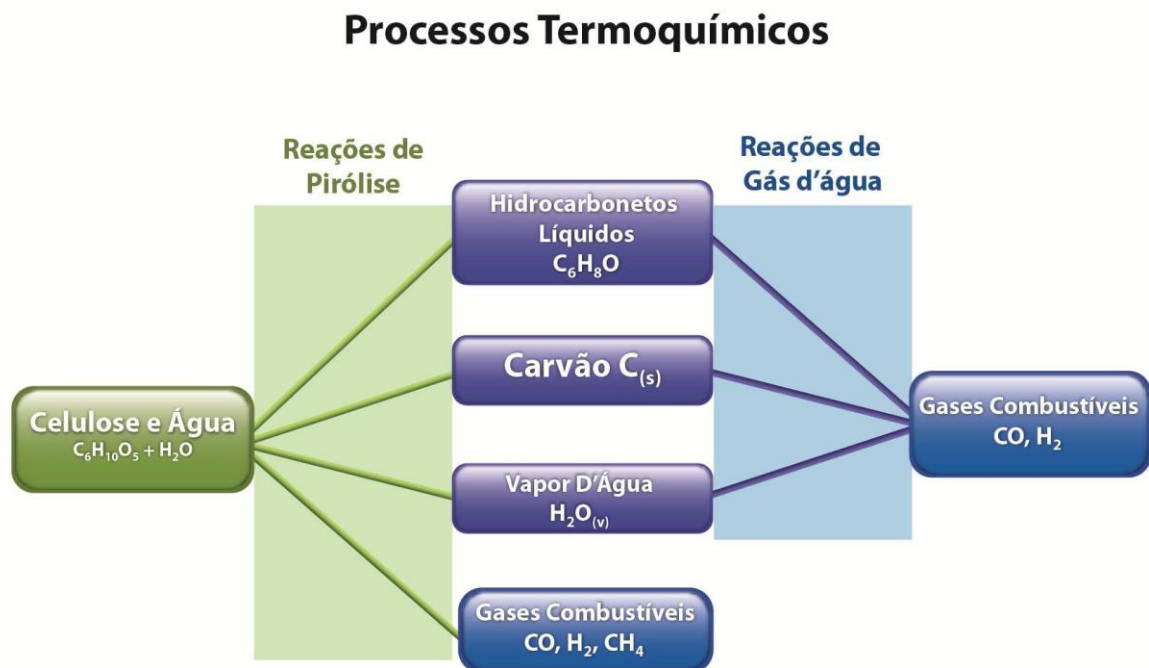 Processos Termoquímicos
Reações de
Pirólise
Reações de
Gás d’água
Hidrocarbonetos
Líquidos
C₆H₈O
Carvão C₍ₛ₎
Celulose e Água
C₆H₁₀O₅ + H₂O
Vapor D’Água
H₂O₍ᵥ₎
Gases Combustíveis
CO, H₂, CH₄
Gases Combustíveis
CO, H₂